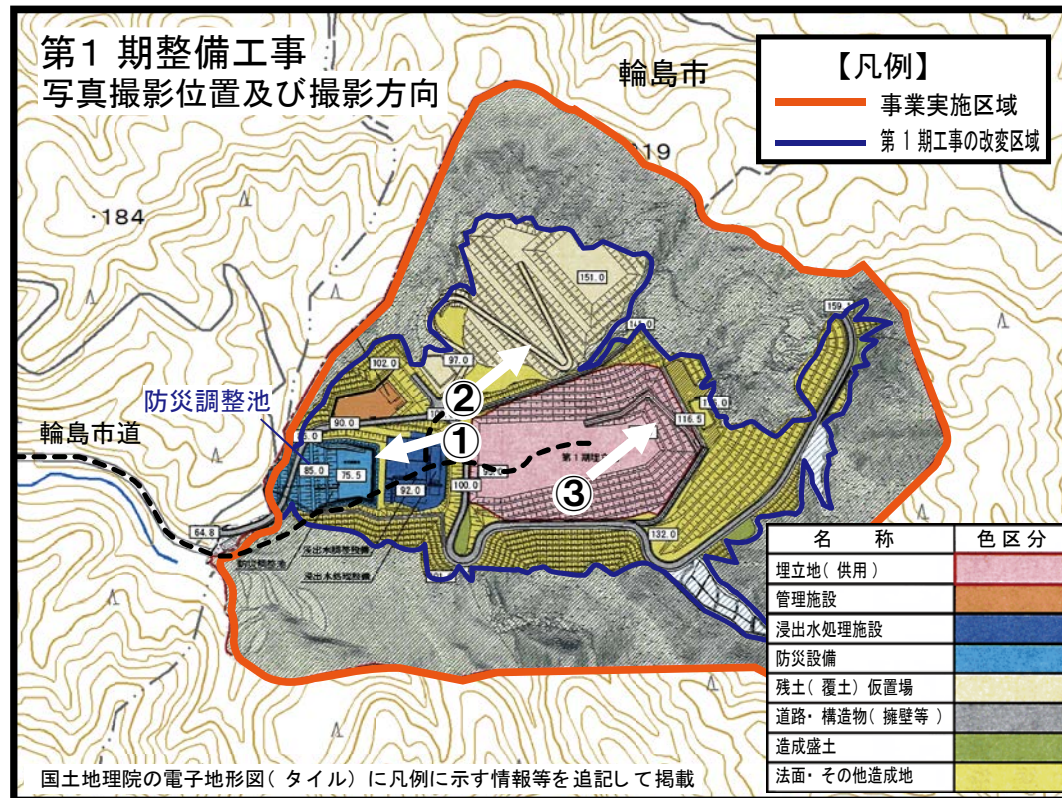 第1 期整備工事
写真撮影位置及び撮影方向
輪島市
【凡例】
事業実施区域
第 1 期工事の改変区域
・184
151.0
102.0
97.0
防災調整池
90.0
②
116.5
輪島市道
①
85.0
75.5
③
100.0
92.0
64.8
132.0
浸出水調整設備
防災調整池
浸出水処理設備
名 称
色区分
埋立地( 供用 )
管理施設
浸出水処理施設
防災設備
残土( 覆土) 仮置場
道路・ 構造物( 擁壁等 )
造成盛土
法面・ その他造成地
国土地理院の電子地形図( タイル) に凡例に示す情報等を追記して掲載